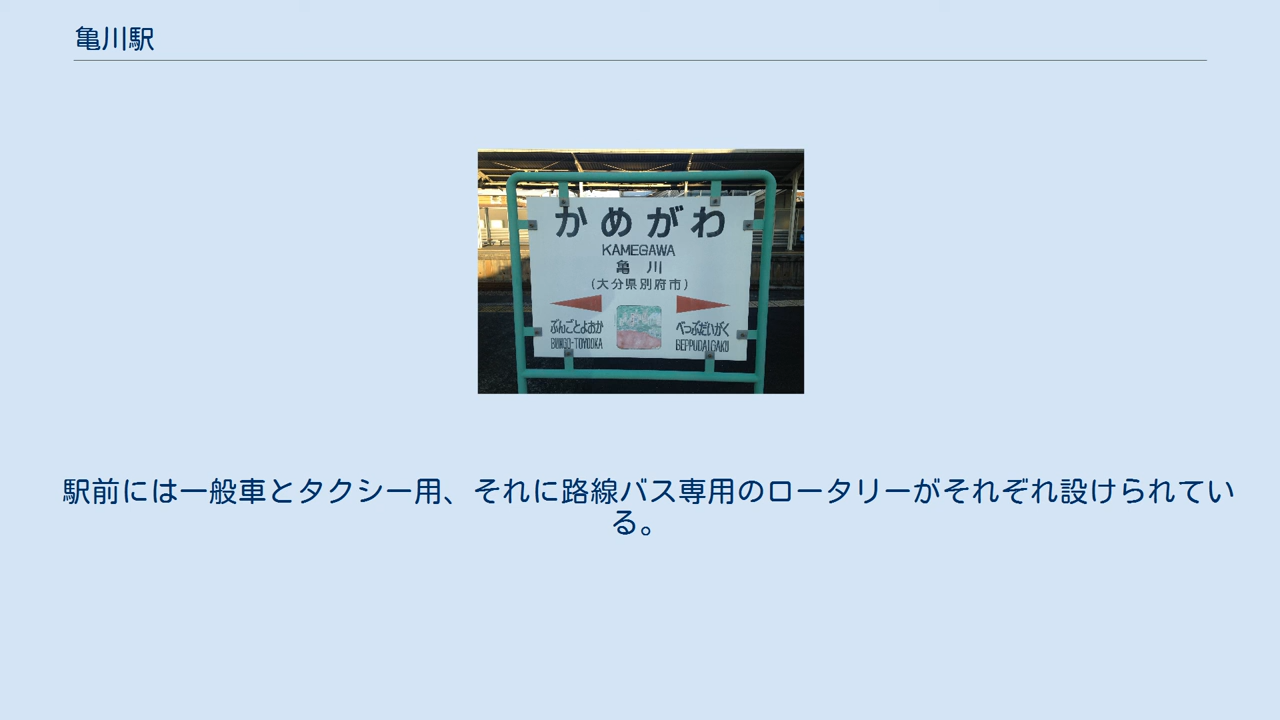 亀川駅
かめがわ
KAMEGAWA
亀川
(大分県別府市)
ぶんごとよおか べっぷだいがく
BUNGO-TOYOOKA BEPPUDAIGAKU
駅前には一般車とタクシー用、それに路線バス専用のロータリーがそれぞれ設けられてい
る。